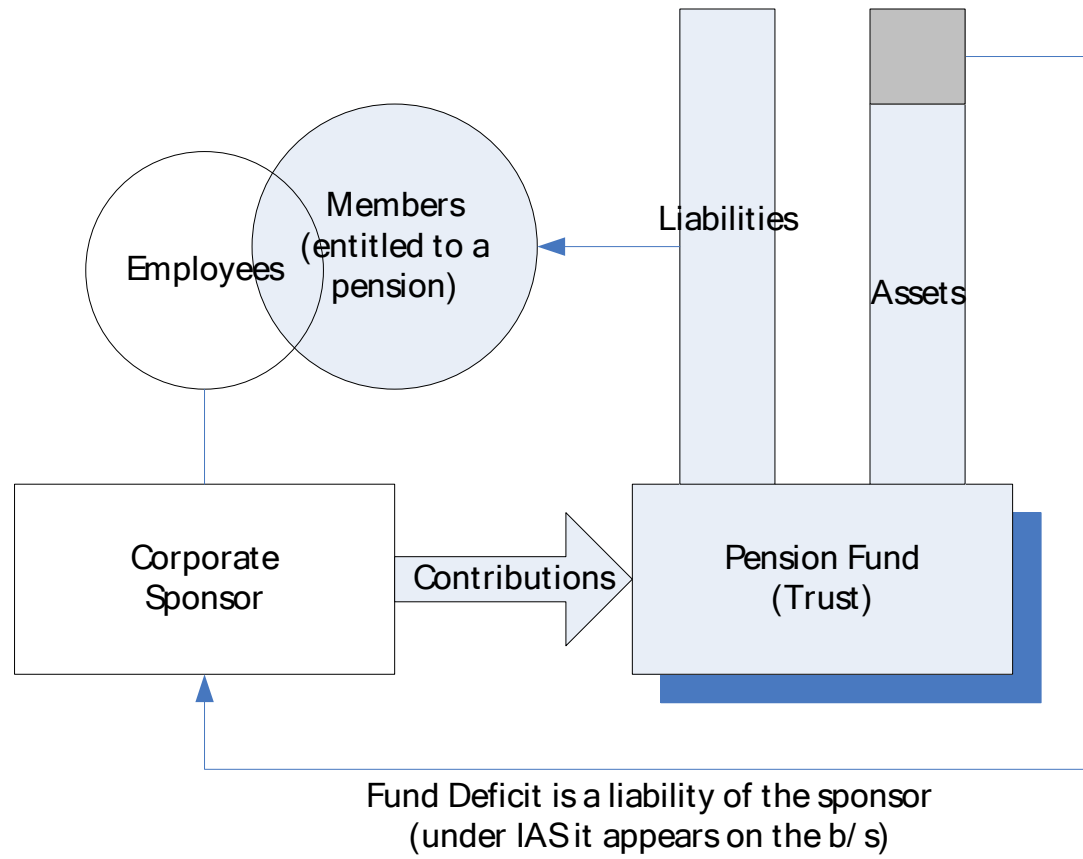 Members
(entitled to a
pension)
Employees
Liabilities
Assets
Corporate
Sponsor
Contributions
Pension Fund
(Trust)
Fund Deficit is a liability of the sponsor
(under IAS it appears on the b/s)